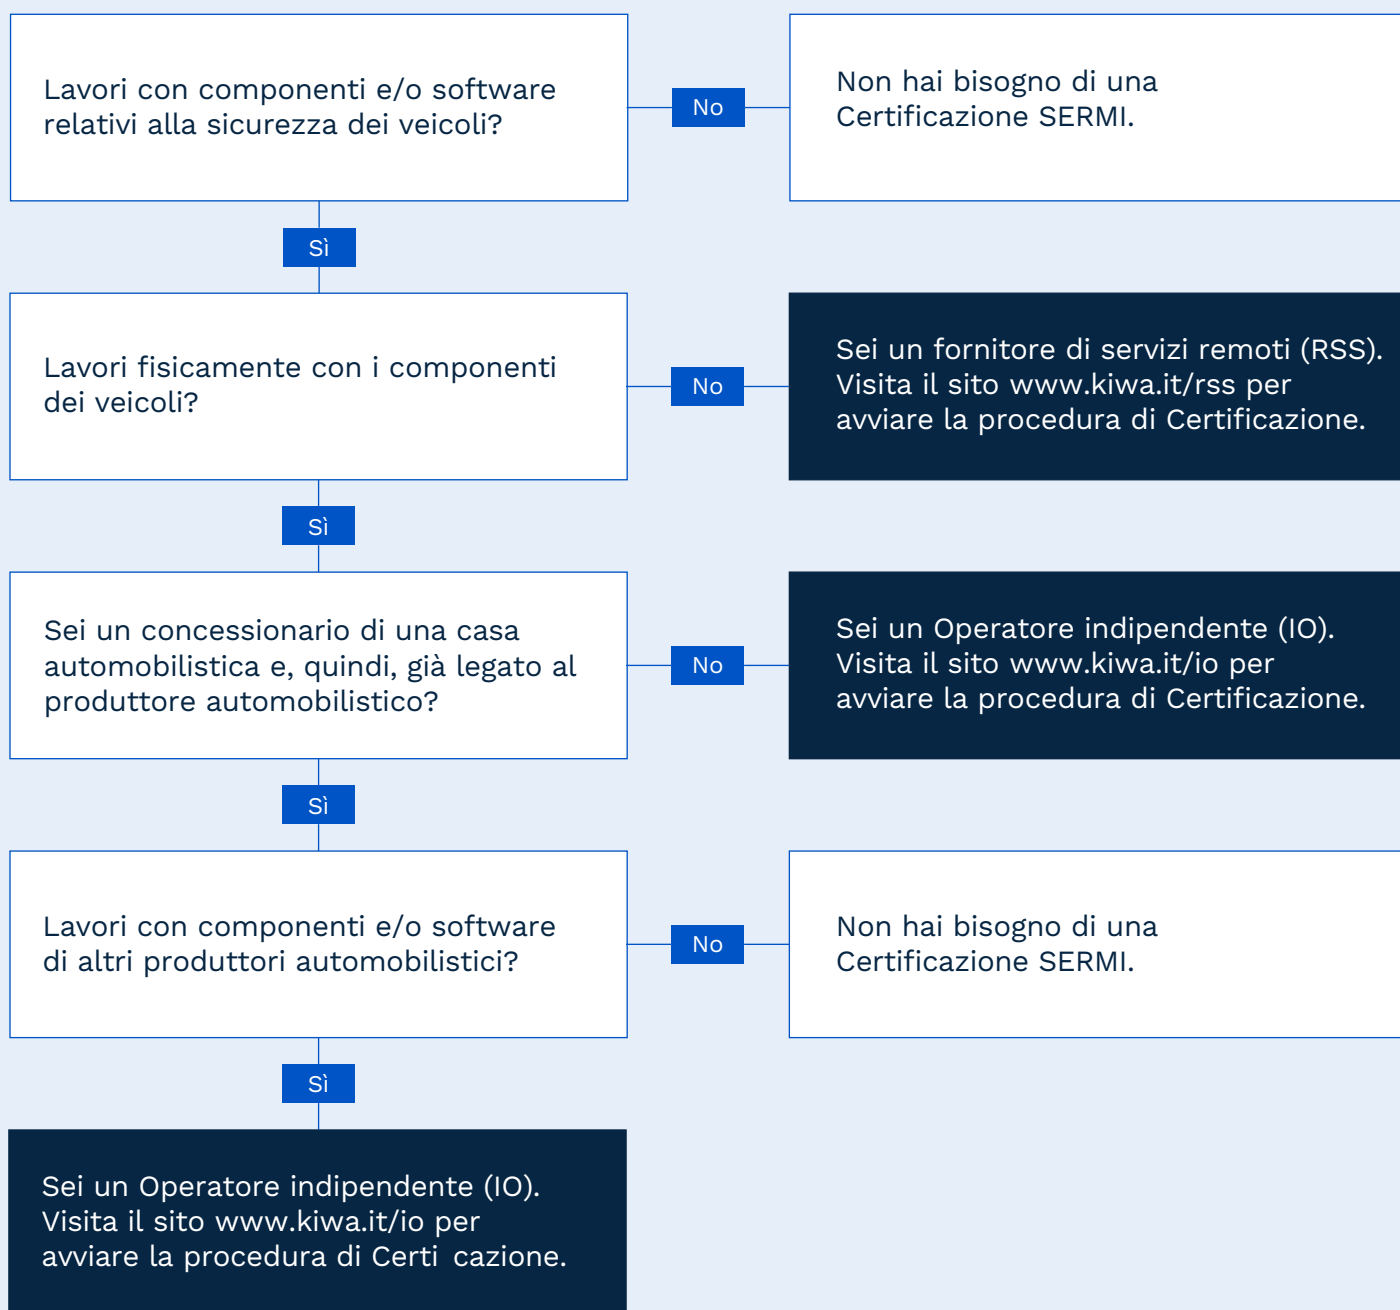 Lavori con componenti e/o software
relativi alla sicurezza dei veicoli?
No
Non hai bisogno di una
Certificazione SERMI.
Sì
Lavori fisicamente con i componenti
dei veicoli?
No
Sei un fornitore di servizi remoti (RSS).
Visita il sito www.kiwa.it/rss per
avviare la procedura di Certificazione.
Sì
Sei un concessionario di una casa
automobilistica e, quindi, già legato al
produttore automobilistico?
No
Sei un Operatore indipendente (IO).
Visita il sito www.kiwa.it/io per
avviare la procedura di Certificazione.
Sì
Lavori con componenti e/o software
di altri produttori automobilistici?
No
Non hai bisogno di una
Certificazione SERMI.
Sì
Sei un Operatore indipendente (IO).
Visita il sito www.kiwa.it/io per
avviare la procedura di Certi cazione.